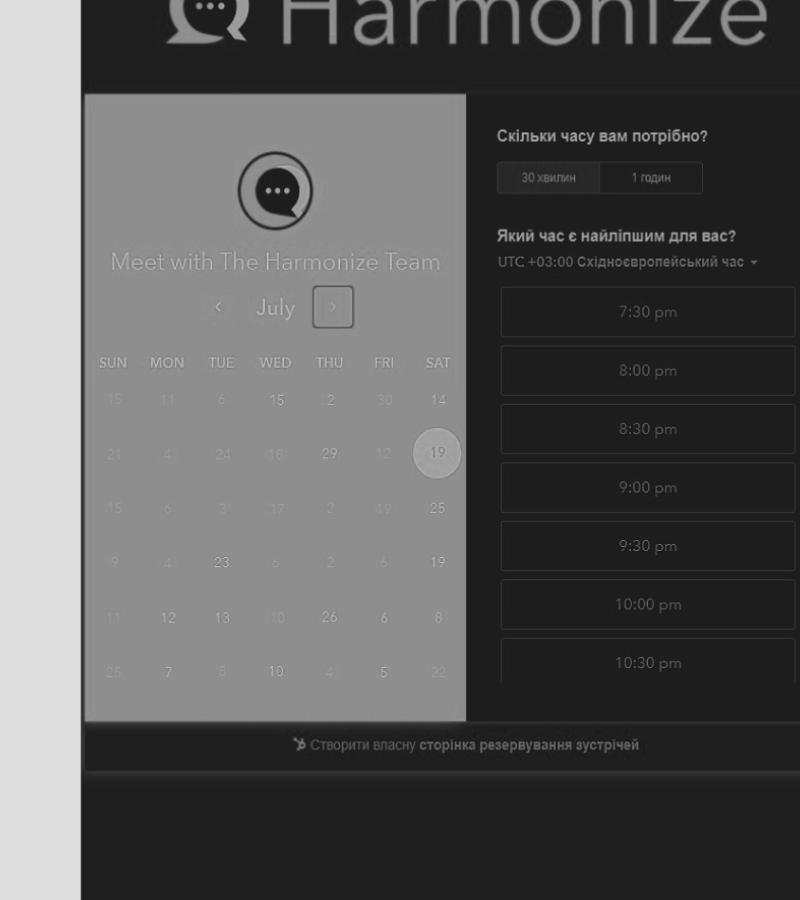 Harmonize
Meet with The Harmonize Team
July
SUN MON TUE WED THU FRI SAT
15 11 6 15 2 30 14
21 4 24 18 29 12 19
15 6 3 17 2 19 25
9 4 23 6 2 6 19
11 12 13 10 26 6 8
25 7 8 10 4 5 22
Скільки часу вам потрібно?
30 хвилин 1 годин
Який час є найліпшим для вас?
UTC +03:00 Східноєвропейський час
7:30 pm
8:00 pm
8:30 pm
9:00 pm
9:30 pm
10:00 pm
10:30 pm
Створити власну сторінка резервування зустрічей